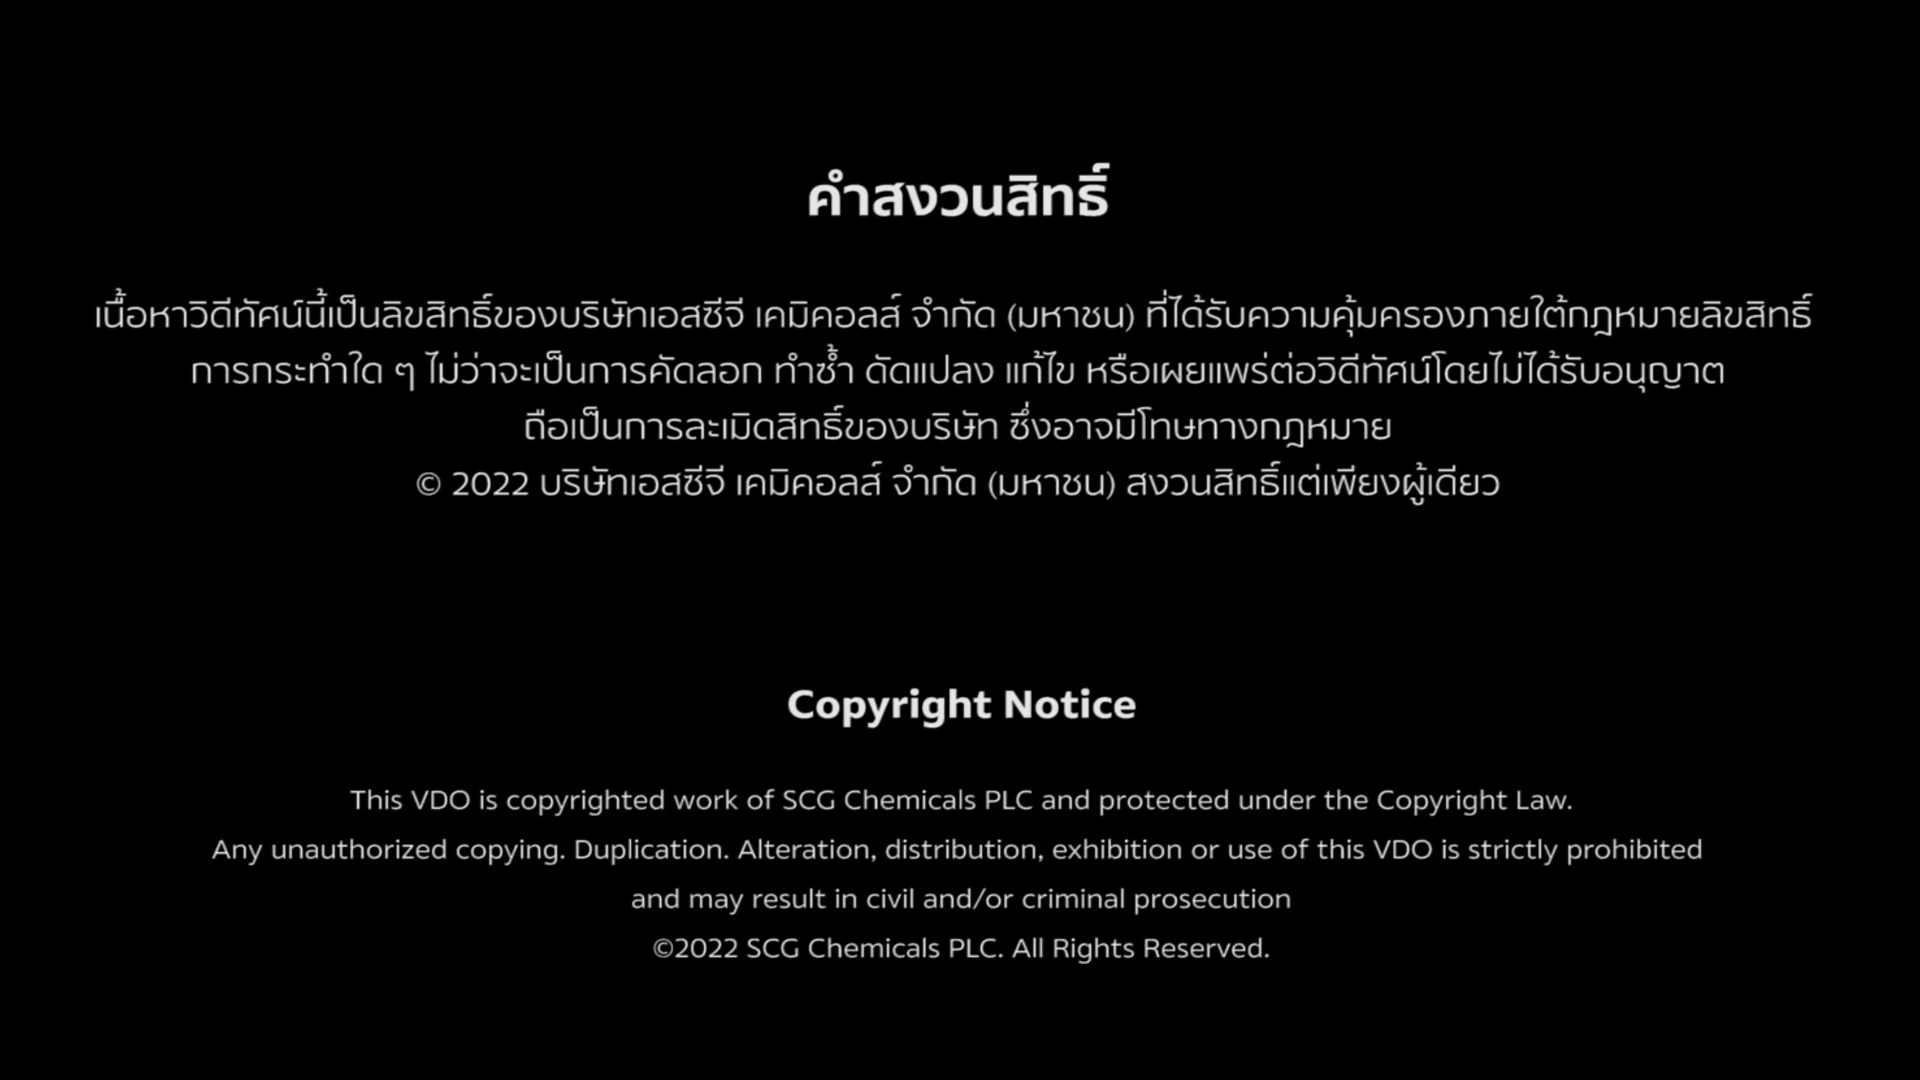 คำสงวนสิทธิ์
เนื้อหาวิดีทัศน์นี้เป็นลิขสิทธิ์ของบริษัทเอสซีจี เคมิคอลส์ จำกัด (มหาชน) ที่ได้รับความคุ้มครองภายใต้กฎหมายลิขสิทธิ์
การกระทำใด ๆ ไม่ว่าจะเป็นการคัดลอก ทำซ้ำ ดัดแปลง แก้ไข หรือเผยแพร่ต่อวิดีทัศน์โดยไม่ได้รับอนุญาต
ถือเป็นการละเมิดสิทธิ์ของบริษัท ซึ่งอาจมีโทษทางกฎหมาย
© 2022 บริษัทเอสซีจี เคมิคอลส์ จำกัด (มหาชน) สงวนสิทธิ์แต่เพียงผู้เดียว
Copyright Notice
This VDO is copyrighted work of SCG Chemicals PLC and protected under the Copyright Law.
Any unauthorized copying. Duplication. Alteration, distribution, exhibition or use of this VDO is strictly prohibited
and may result in civil and/or criminal prosecution
©2022 SCG Chemicals PLC. All Rights Reserved.